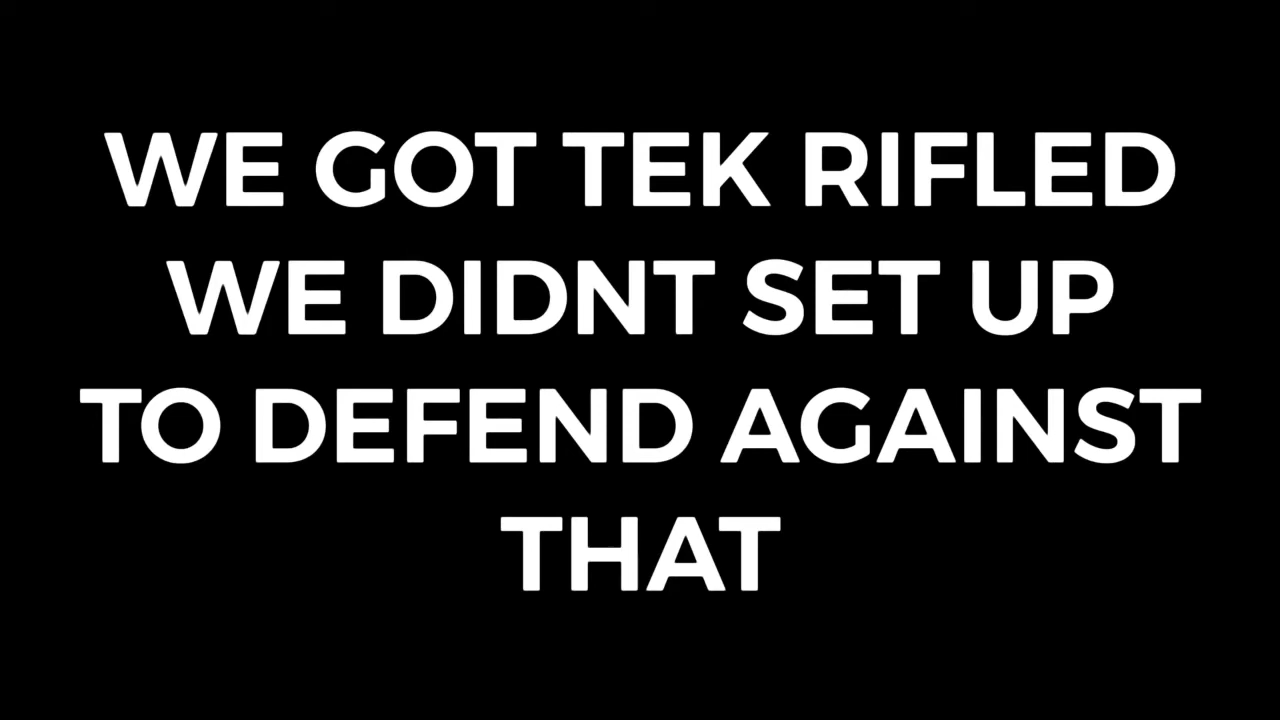 WE GOT TEK RIFLED
WE DIDNT SET UP
TO DEFEND AGAINST
THAT